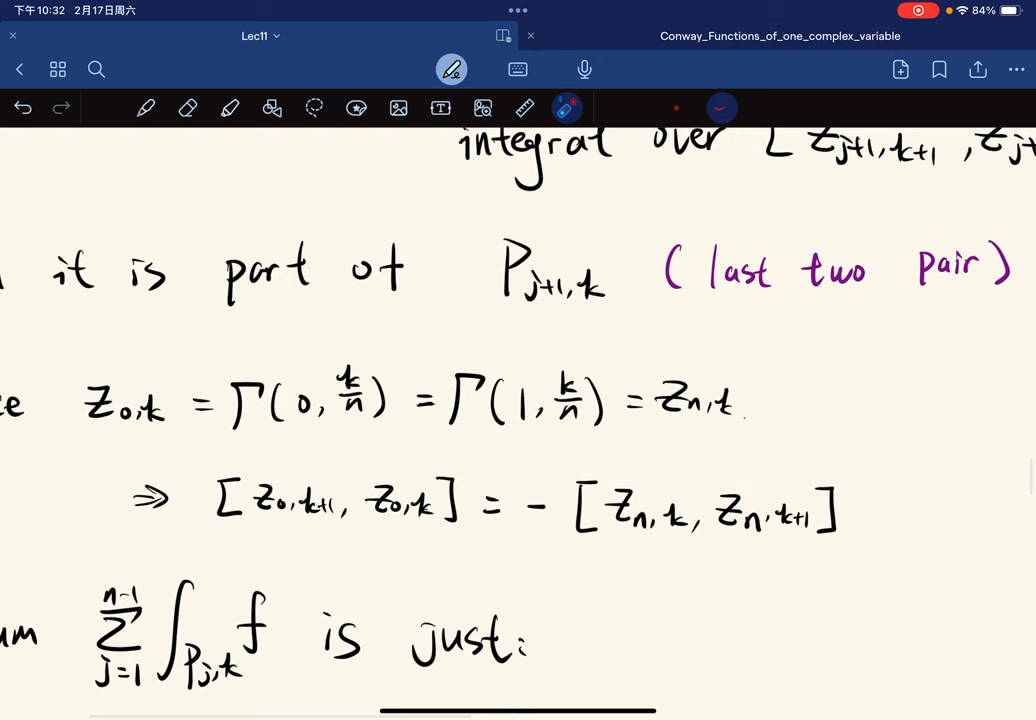 下午10:32 2月17日周六
84%
Lec11
Conway_Functions_of_one_complex_variable
integral over [ Z_{j+1,k+1} , Z_{j+
it is part of P_{j+1,k} (last two pair)
Z_{0,k} = Γ(0, k/n) = Γ(1, k/n) = Z_{n,k}
⇒ [Z_{0,k+1}, Z_{0,k}] = - [Z_{n,k}, Z_{n,k+1}]
∑_{j=1}^{n-1} ∫_{P_{j,k}} f is just: